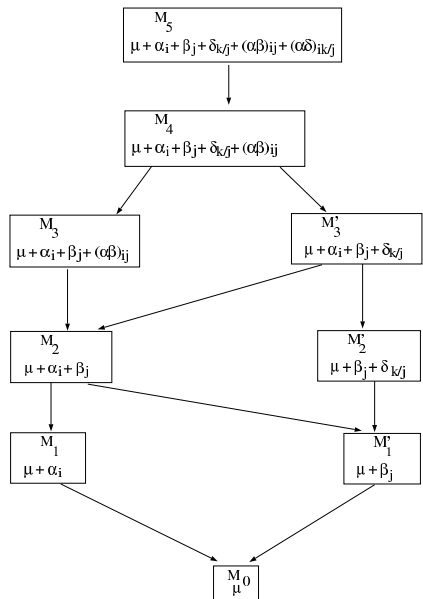 M5
μ + αi + βj + δk/j + (αβ)ij + (αδ)ik/j
M4
μ + αi + βj + δk/j + (αβ)ij
M3
μ + αi + βj + (αβ)ij
M'3
μ + αi + βj + δk/j
M2
μ + αi + βj
M'2
μ + βj + δk/j
M1
μ + αi
M'1
μ + βj
M0
μ